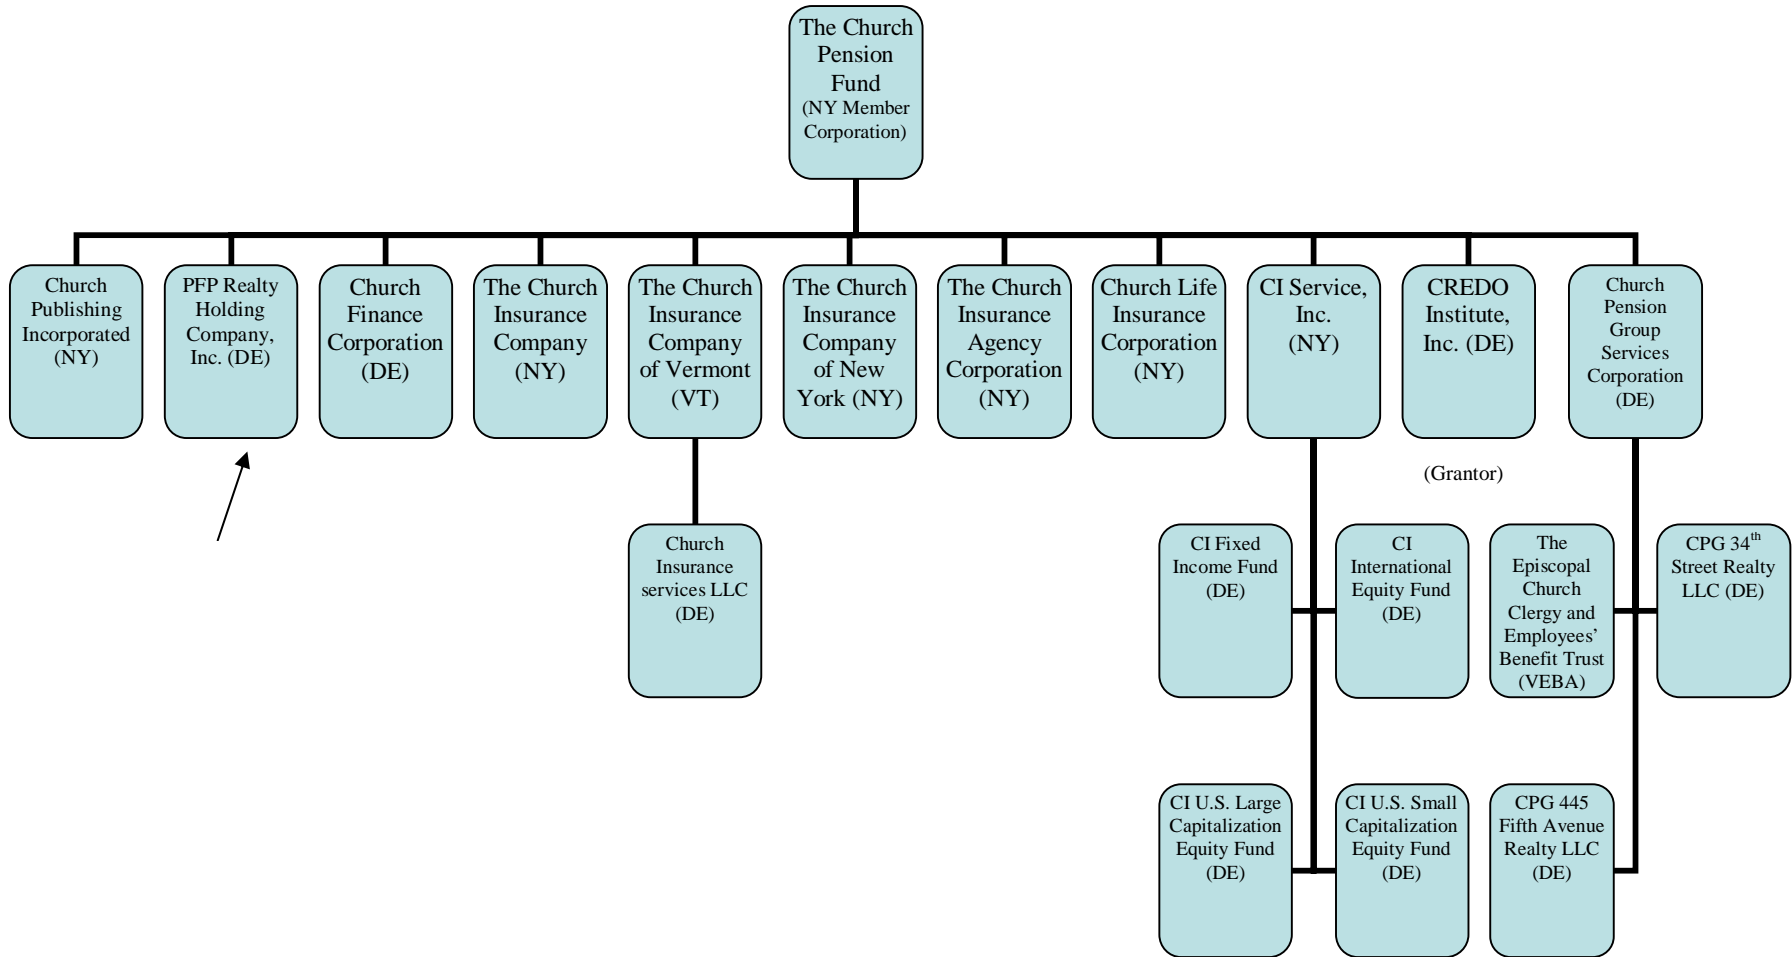 The Church
Pension
Fund
(NY Member
Corporation)
Church
Publishing
Incorporated
(NY)
PFP Realty
Holding
Company,
Inc. (DE)
Church
Finance
Corporation
(DE)
The Church
Insurance
Company
(NY)
The Church
Insurance
Company
of Vermont
(VT)
The Church
Insurance
Company
of New
York (NY)
The Church
Insurance
Agency
Corporation
(NY)
Church Life
Insurance
Corporation
(NY)
CI Service,
Inc.
(NY)
CREDO
Institute,
Inc. (DE)
Church
Pension
Group
Services
Corporation
(DE)
(Grantor)
Church
Insurance
services LLC
(DE)
CI Fixed
Income Fund
(DE)
CI
International
Equity Fund
(DE)
The
Episcopal
Church
Clergy and
Employees’
Benefit Trust
(VEBA)
CPG 34th
Street Realty
LLC (DE)
CI U.S. Large
Capitalization
Equity Fund
(DE)
CI U.S. Small
Capitalization
Equity Fund
(DE)
CPG 445
Fifth Avenue
Realty LLC
(DE)